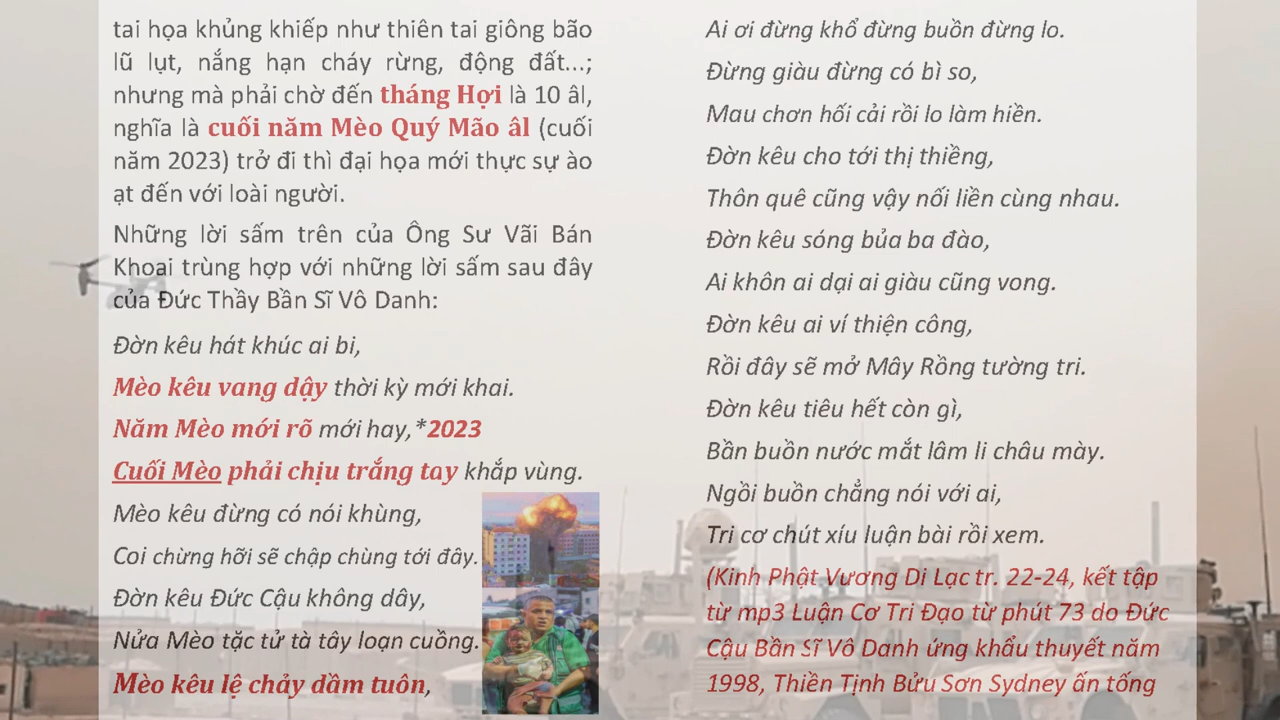 tai họa khủng khiếp như thiên tai giông bão
lũ lụt, nắng hạn cháy rừng, động đất...;
nhưng mà phải chờ đến tháng Hợi là 10 âl,
nghĩa là cuối năm Mèo Quý Mão âl (cuối
năm 2023) trở đi thì đại họa mới thực sự ào
ạt đến với loài người.
Những lời sấm trên của Ông Sư Vãi Bán
Khoai trùng hợp với những lời sấm sau đây
của Đức Thầy Bần Sĩ Vô Danh:
Đờn kêu hát khúc ai bi,
Mèo kêu vang dậy thời kỳ mới khai.
Năm Mèo mới rõ mới hay,*2023
Cuối Mèo phải chịu trắng tay khắp vùng.
Mèo kêu đừng có nói khùng,
Coi chừng hỡi sẽ chập chùng tới đây.
Đờn kêu Đức Cậu không dây,
Nửa Mèo tặc tử tà tây loạn cuồng.
Mèo kêu lệ chảy dầm tuôn,
Ai ơi đừng khổ đừng buồn đừng lo.
Đừng giàu đừng có bì so,
Mau chơn hối cải rồi lo làm hiền.
Đờn kêu cho tới thị thiềng,
Thôn quê cũng vậy nối liền cùng nhau.
Đờn kêu sóng bủa ba đào,
Ai khôn ai dại ai giàu cũng vong.
Đờn kêu ai ví thiện công,
Rồi đây sẽ mở Mây Rồng tường tri.
Đờn kêu tiêu hết còn gì,
Bần buồn nước mắt lâm li châu mày.
Ngồi buồn chẳng nói với ai,
Tri cơ chút xíu luận bài rồi xem.
(Kinh Phật Vương Di Lạc tr. 22-24, kết tập
từ mp3 Luận Cơ Tri Đạo từ phút 73 do Đức
Cậu Bần Sĩ Vô Danh ứng khẩu thuyết năm
1998, Thiền Tịnh Bửu Sơn Sydney ấn tống